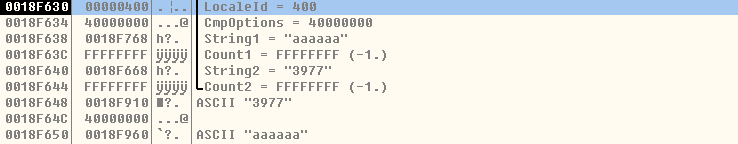 0018F630 00000400 .¦.. LocaleId = 400
0018F634 40000000 ...@ CmpOptions = 40000000
0018F638 0018F768 h?. String1 = "aaaaaa"
0018F63C FFFFFFFF ÿÿÿÿ Count1 = FFFFFFFF (-1.)
0018F640 0018F668 h?. String2 = "3977"
0018F644 FFFFFFFF ÿÿÿÿ Count2 = FFFFFFFF (-1.)
0018F648 0018F910 ?. ASCII "3977"
0018F64C 40000000 ...@
0018F650 0018F960 `?. ASCII "aaaaaa"